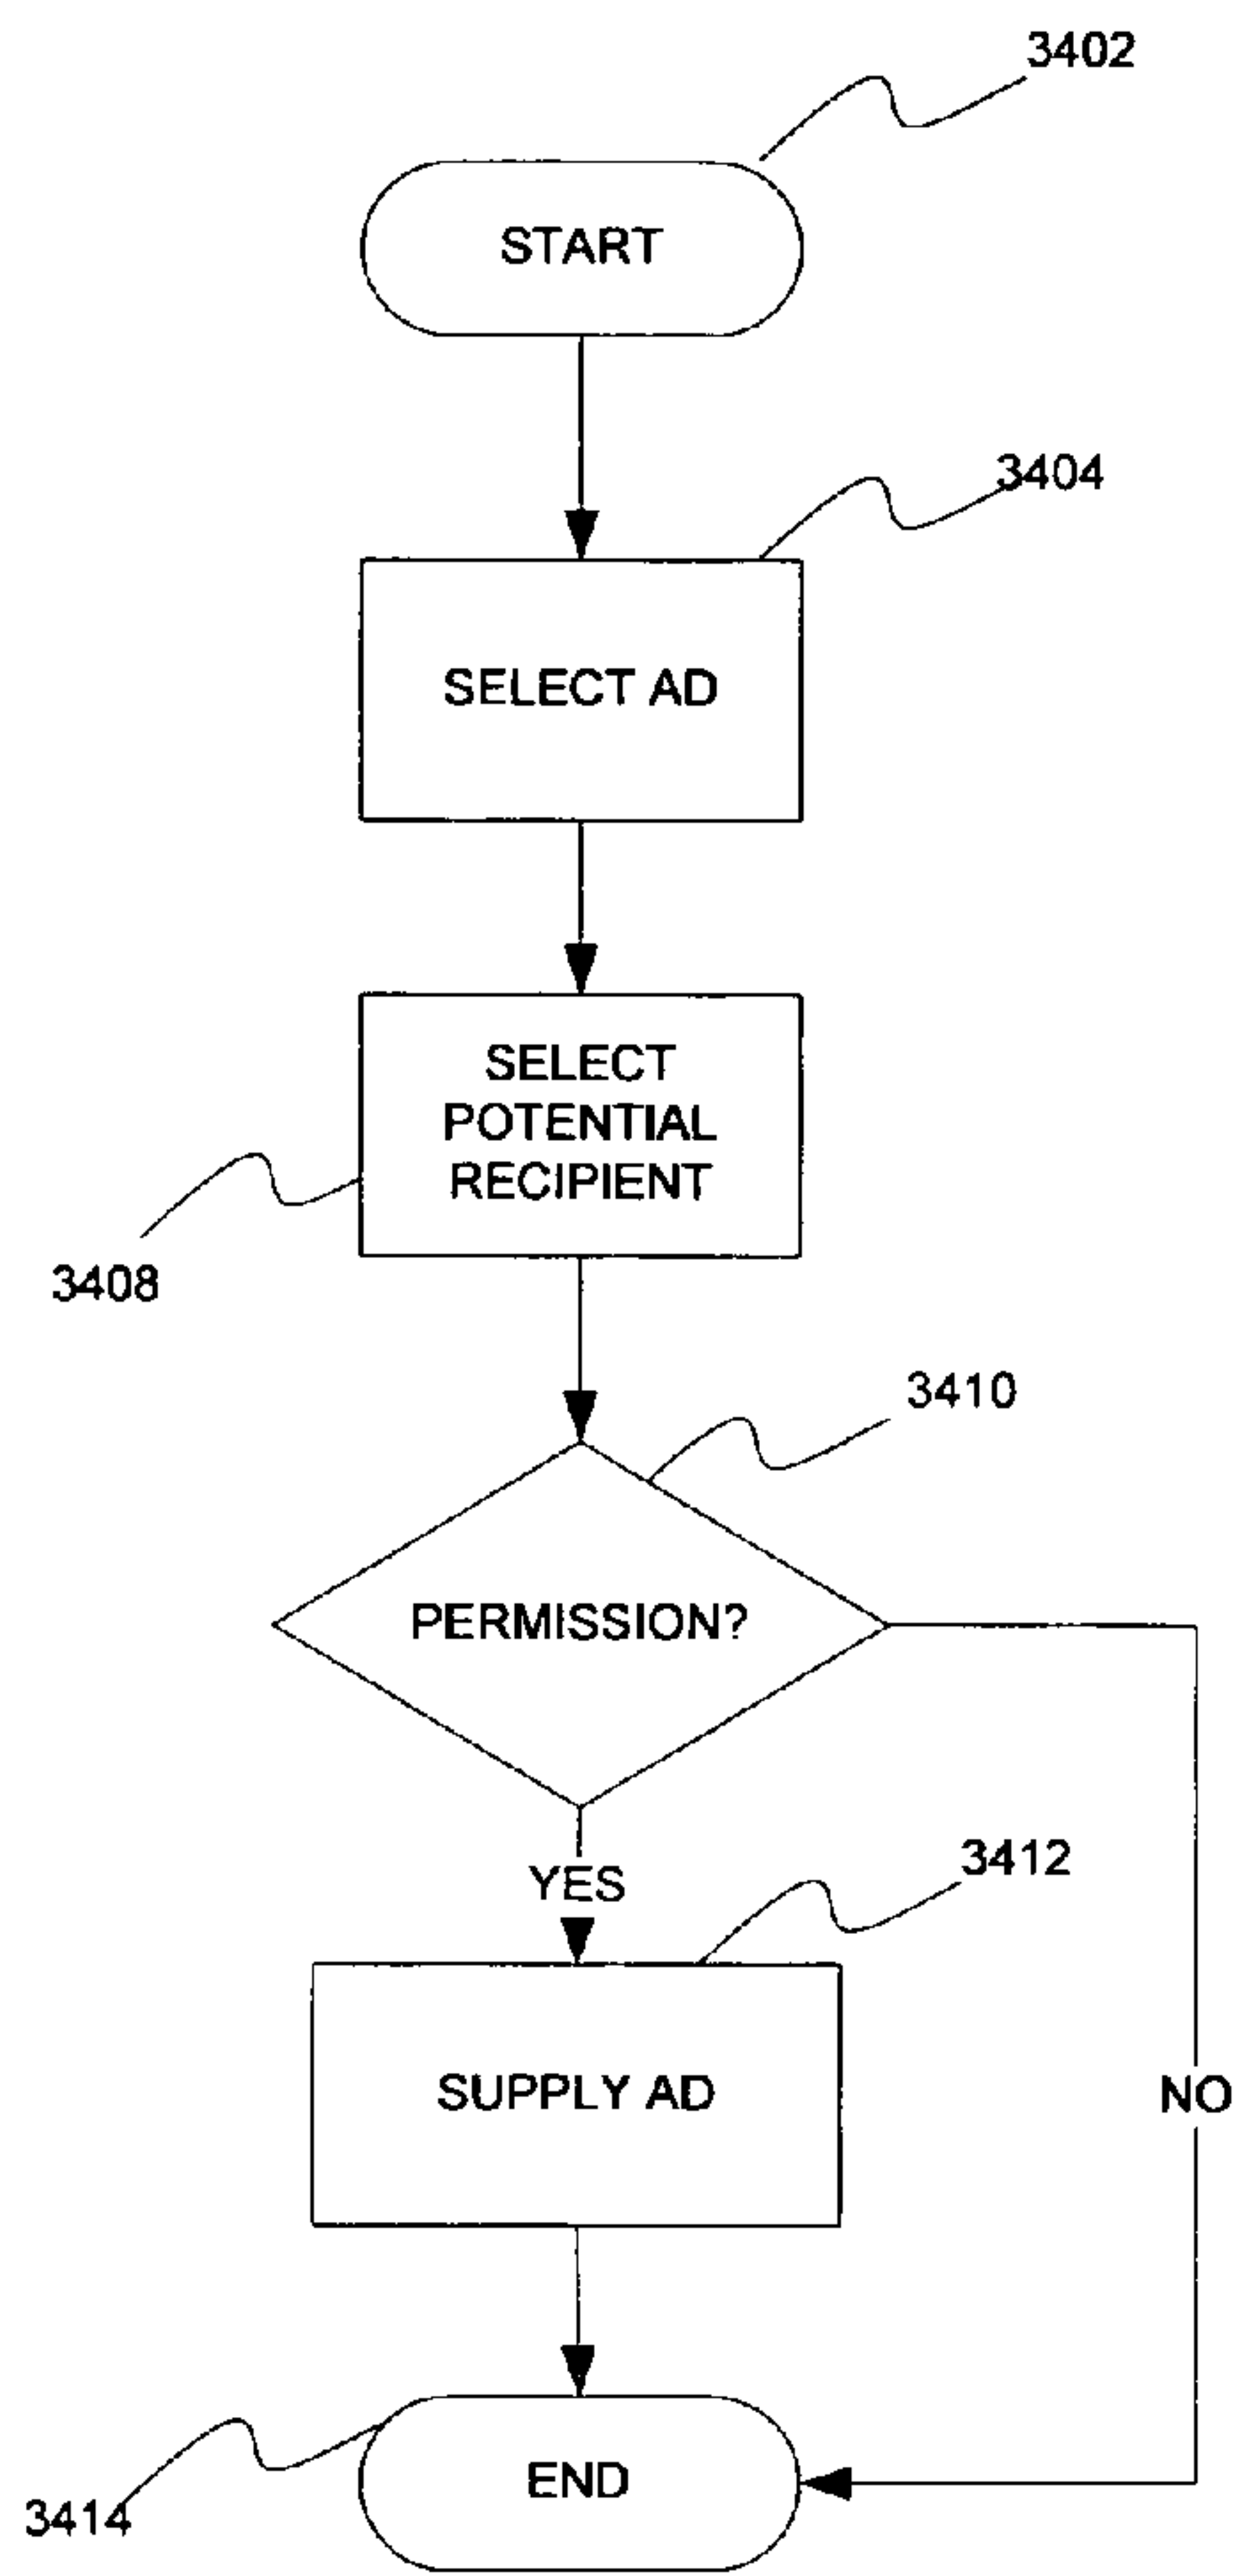 3402
START
3404
SELECT AD
SELECT
POTENTIAL
RECIPIENT
3408
3410
PERMISSION?
YES
3412
SUPPLY AD
NO
END
3414